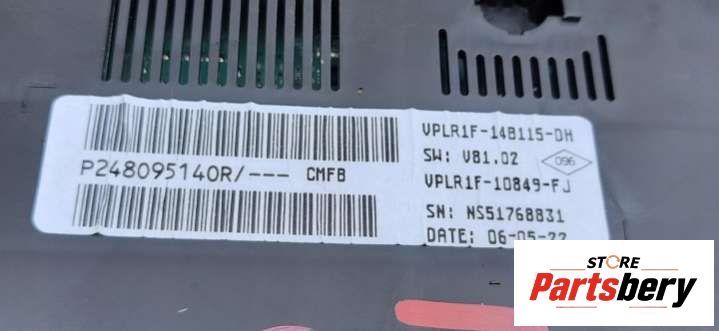 P248095140R/--- CMFB
VPLR1F-14B115-DH
SW: V81.02
096
VPLR1F-10849-FJ
SN: NS51768831
DATE: 06-05-22
STORE
Partsbery